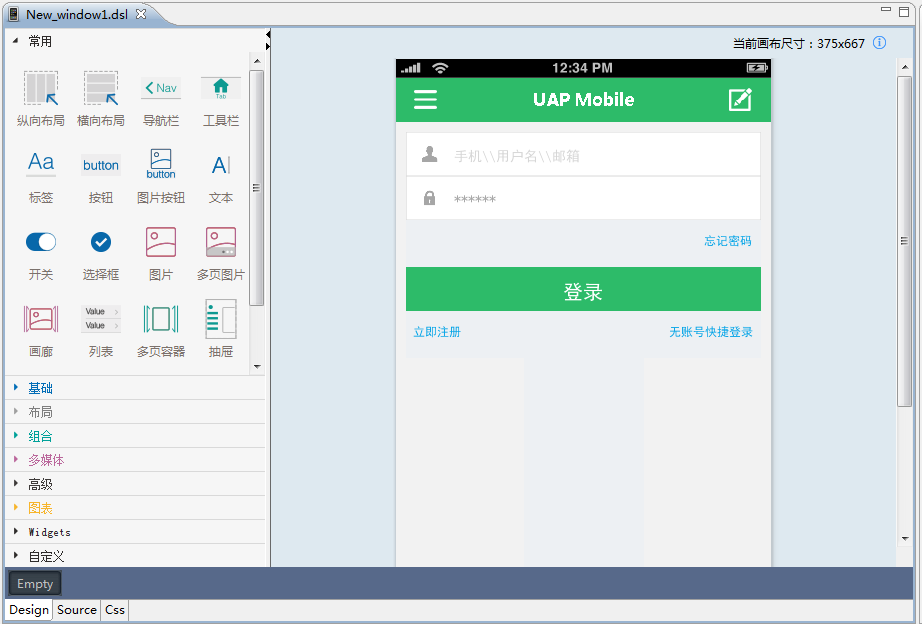 New_window1.dsl
常用
当前画布尺寸：375x667
Nav
Tab
纵向布局 横向布局 导航栏 工具栏
Aa button button A
标签 按钮 图片按钮 文本
开关 选择框 图片 多页图片
Value
Value
画廊 列表 多页容器 抽屉
基础
布局
组合
多媒体
高级
图表
Widgets
自定义
12:34 PM
UAP Mobile
手机\\用户名\\邮箱
******
忘记密码
登录
立即注册 无账号快捷登录
Empty
Design Source Css